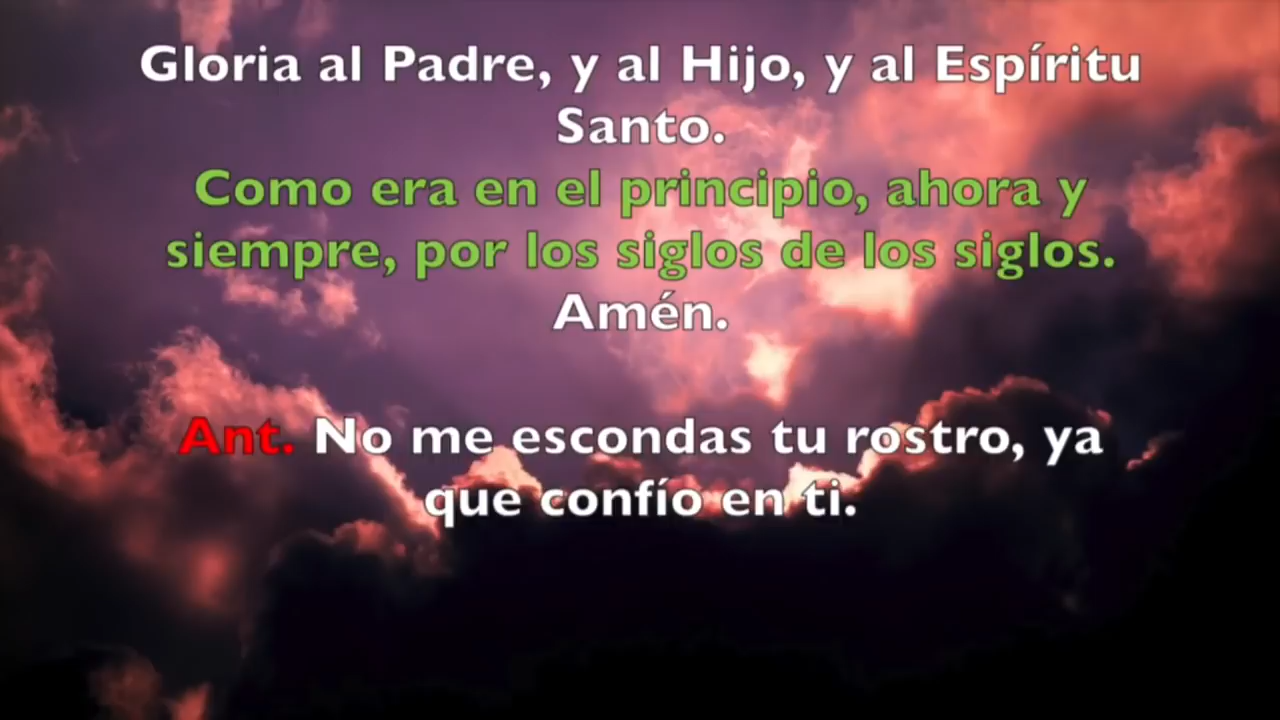 Gloria al Padre, y al Hijo, y al Espíritu
Santo.
Como era en el principio, ahora y
siempre, por los siglos de los siglos.
Amén.
Ant. No me escondas tu rostro, ya
que confío en ti.